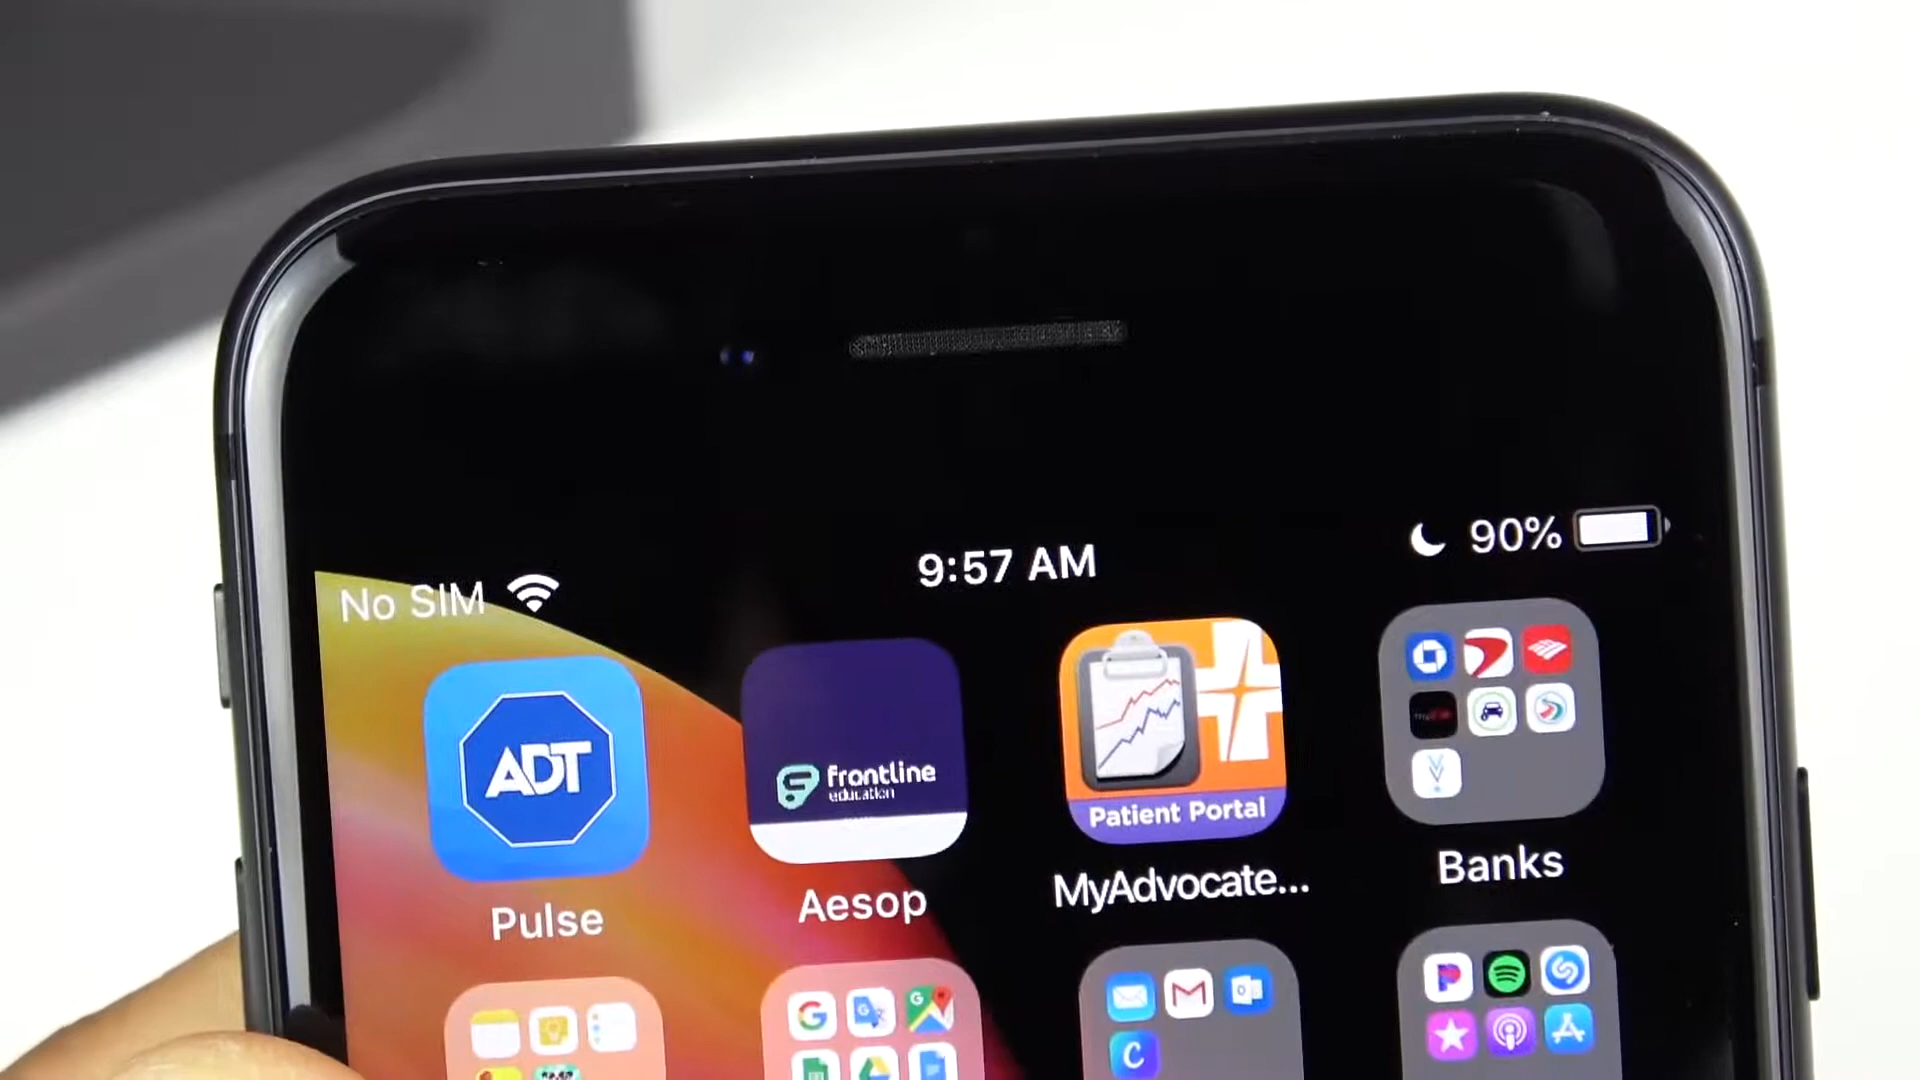 No SIM 9:57 AM 90%
ADT
frontline
education
Patient Portal
Pulse
Aesop
MyAdvocate...
Banks